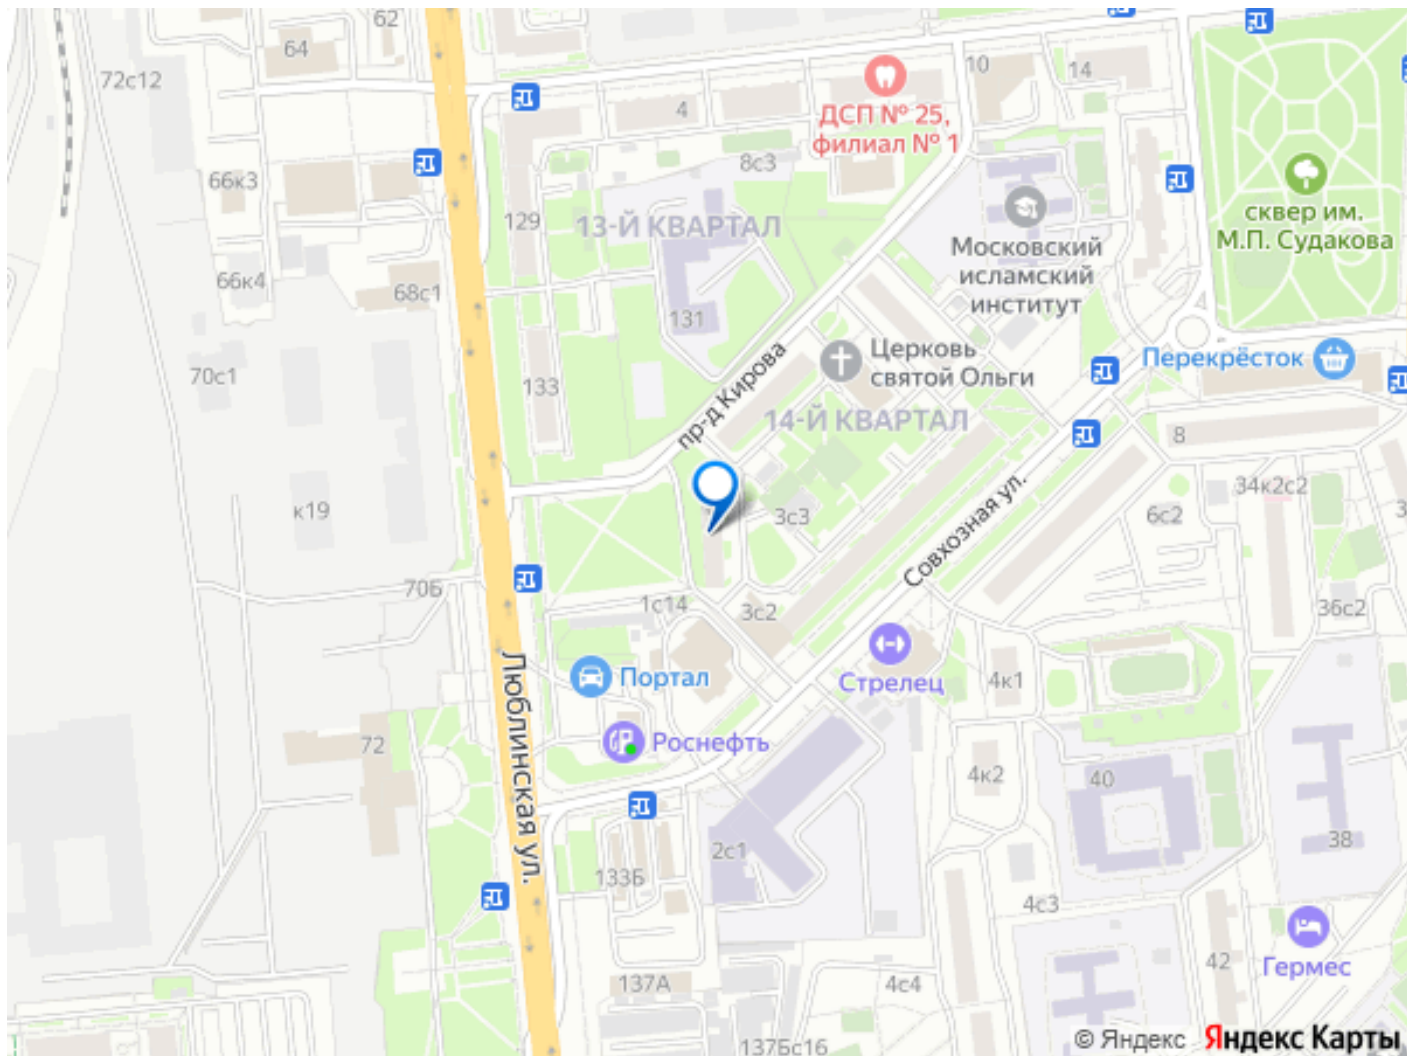 62
64
72с12
10
14
4
ДСП № 25,
филиал № 1
8с3
66к3
129
13-Й КВАРТАЛ
Московский
исламский
институт
сквер им.
М.П. Судакова
66к4
68с1
131
Церковь
святой Ольги
Перекрёсток
70с1
133
пр-д Кирова
14-Й КВАРТАЛ
8
к19
3с3
34к2с2
6с2
3
Совхозная ул.
70Б
1с14
3с2
36с2
Портал
Стрелец
4к1
Люблинская ул.
Роснефть
72
4к2
40
38
2с1
133Б
4с3
42
Гермес
137А
4с4
137Бс16
© Яндекс
Яндекс Карты